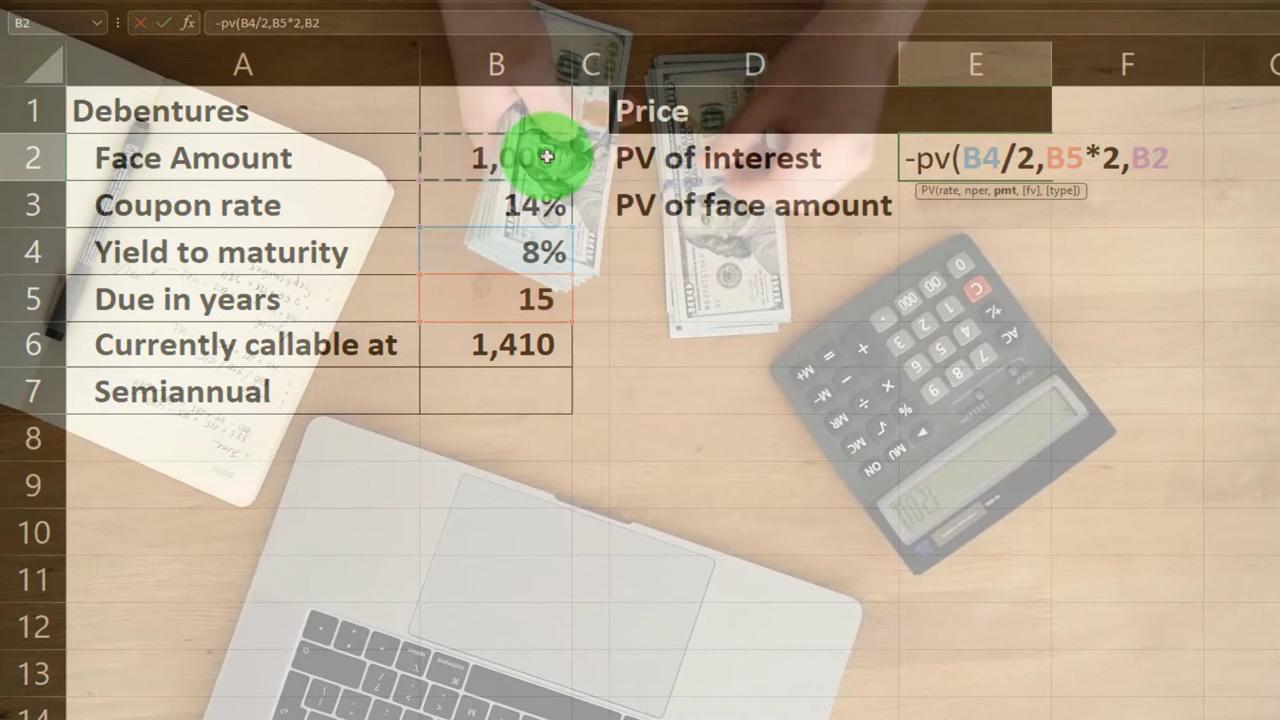 B2 fx -pv(B4/2,B5*2,B2
A B C D E F
1 Debentures Price
2 Face Amount 1,000 PV of interest -pv(B4/2,B5*2,B2
PV(rate, nper, pmt, [fv], [type])
3 Coupon rate 14% PV of face amount
4 Yield to maturity 8%
5 Due in years 15
6 Currently callable at 1,410
7 Semiannual
8
9
10
11
12
13